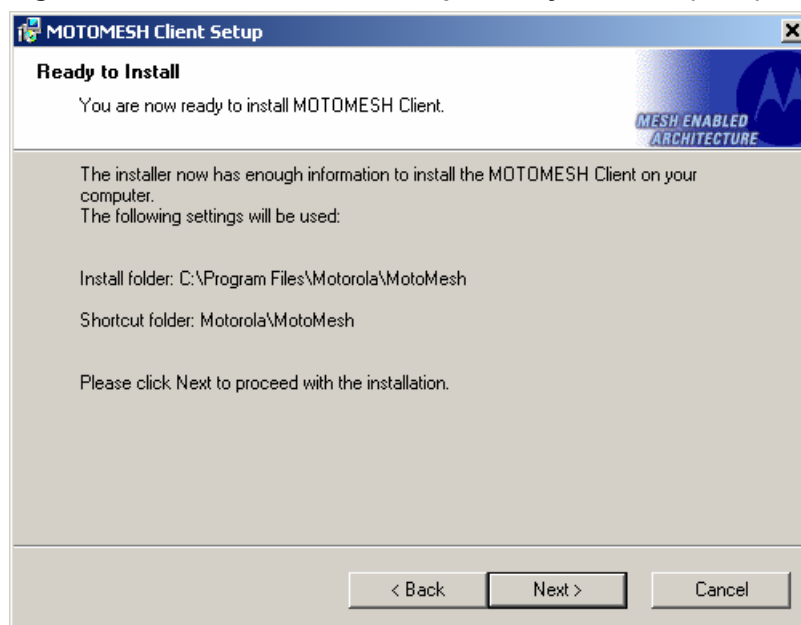 MOTOMESH Client Setup
Ready to Install
You are now ready to install MOTOMESH Client.
MESH ENABLED
ARCHITECTURE
The installer now has enough information to install the MOTOMESH Client on your
computer.
The following settings will be used:
Install folder: C:\Program Files\Motorola\MotoMesh
Shortcut folder: Motorola\MotoMesh
Please click Next to proceed with the installation.
< Back
Next >
Cancel